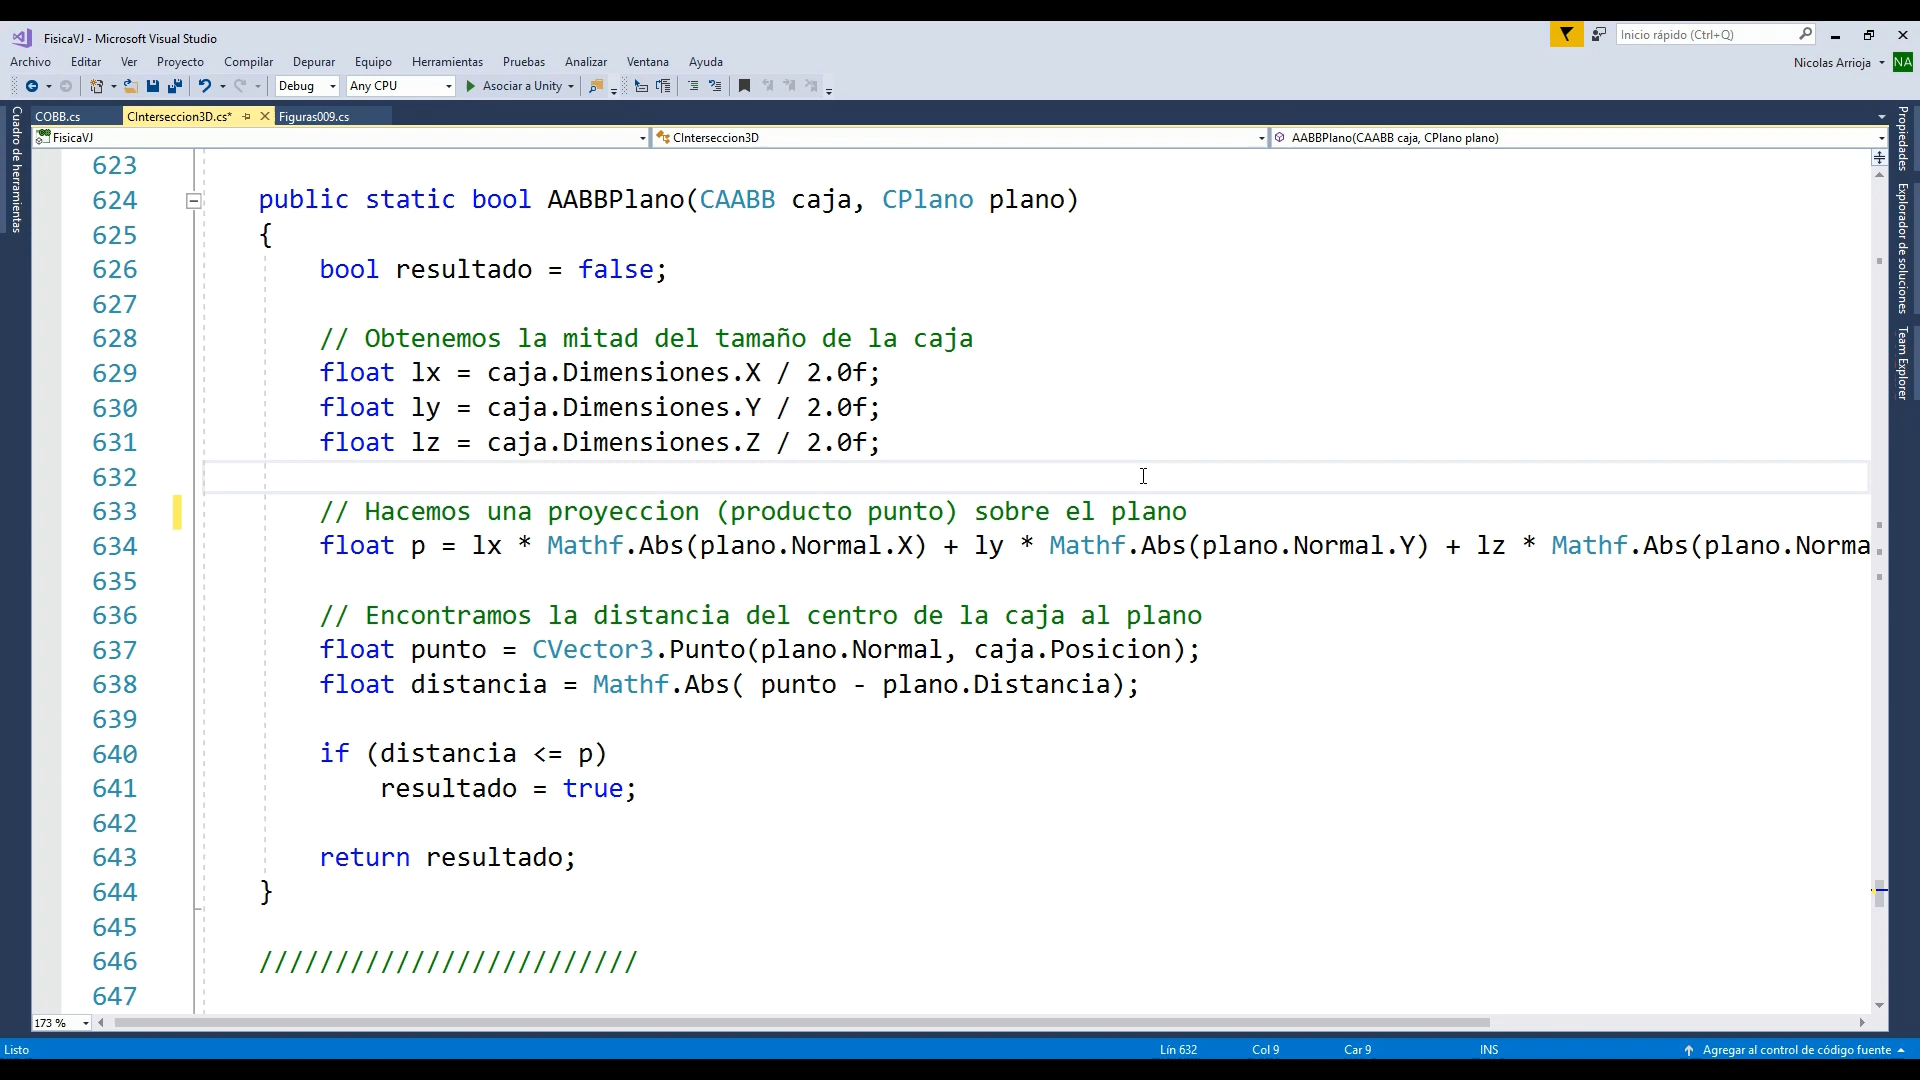 FisicaVJ - Microsoft Visual Studio
Inicio rápido (Ctrl+Q)
Archivo Editar Ver Proyecto Compilar Depurar Equipo Herramientas Pruebas Analizar Ventana Ayuda
Nicolas Arrioja NA
Debug Any CPU Asociar a Unity
COBB.cs CInterseccion3D.cs* Figuras009.cs
FisicaVJ CInterseccion3D AABBPlano(CAABB caja, CPlano plano)
Cuadro de herramientas
Propiedades
Explorador de soluciones
Team Explorer
623
624 public static bool AABBPlano(CAABB caja, CPlano plano)
625 {
626 bool resultado = false;
627
628 // Obtenemos la mitad del tamaño de la caja
629 float lx = caja.Dimensiones.X / 2.0f;
630 float ly = caja.Dimensiones.Y / 2.0f;
631 float lz = caja.Dimensiones.Z / 2.0f;
632
633 // Hacemos una proyeccion (producto punto) sobre el plano
634 float p = lx * Mathf.Abs(plano.Normal.X) + ly * Mathf.Abs(plano.Normal.Y) + lz * Mathf.Abs(plano.Norma
635
636 // Encontramos la distancia del centro de la caja al plano
637 float punto = CVector3.Punto(plano.Normal, caja.Posicion);
638 float distancia = Mathf.Abs( punto - plano.Distancia);
639
640 if (distancia <= p)
641 resultado = true;
642
643 return resultado;
644 }
645
646 /////////////////////////
647
173 %
Listo Lín 632 Col 9 Car 9 INS Agregar al control de código fuente